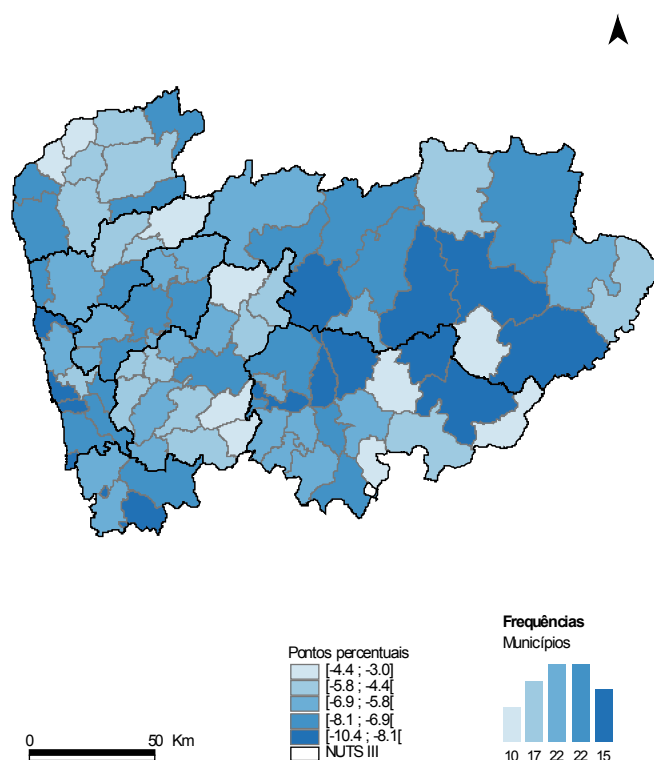 Frequências
Municípios
Pontos percentuais
[-4.4 ; -3.0]
[-5.8 ; -4.4[
[-6.9 ; -5.8[
[-8.1 ; -6.9[
[-10.4 ; -8.1[
NUTS III
0 50 Km
10 17 22 22 15